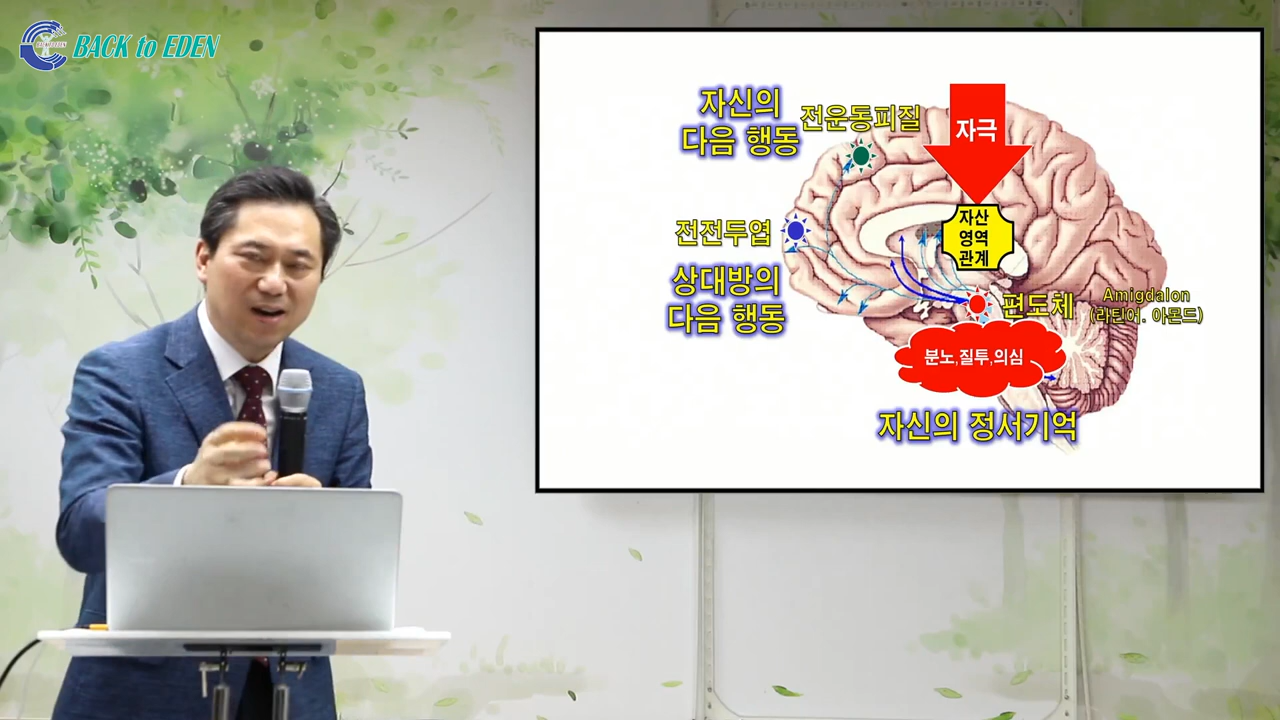 BACK to EDEN
자신의
다음 행동
전운동피질
자극
전전두엽
자산
영역
관계
상대방의
다음 행동
편도체
Amigdalon
(라틴어. 아몬드)
분노,질투,의심
자신의 정서기억